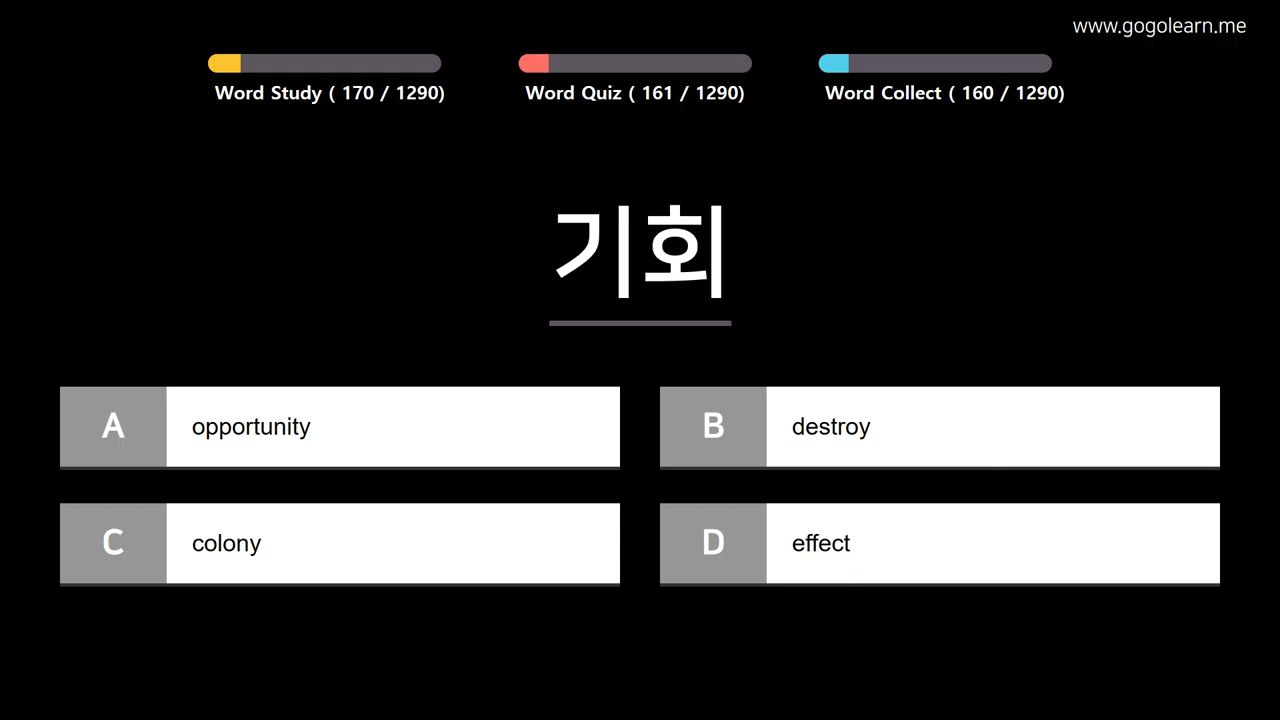 www.gogolearn.me
Word Study ( 170 / 1290)
Word Quiz ( 161 / 1290)
Word Collect ( 160 / 1290)
기회
A opportunity
B destroy
C colony
D effect